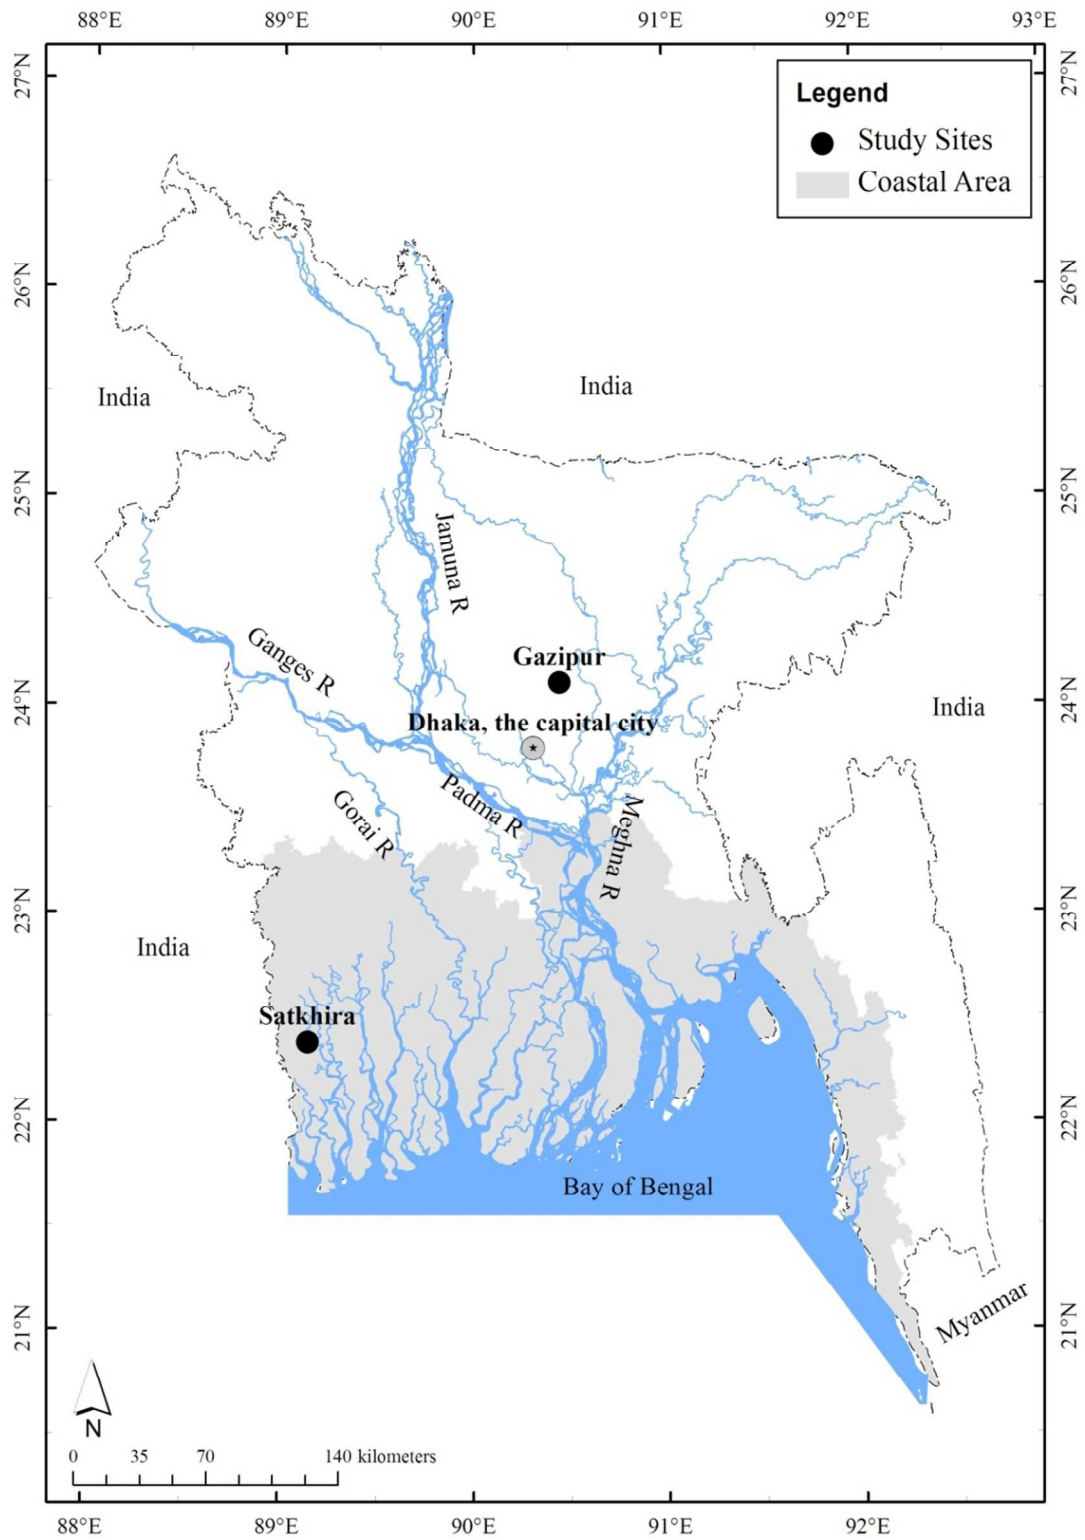 88°E 89°E 90°E 91°E 92°E 93°E
27°N
27°N
Legend
Study Sites
Coastal Area
26°N
26°N
India
India
25°N
25°N
Jamuna R
Ganges R
Gazipur
24°N
24°N
India
Dhaka, the capital city
Padma R
Gorai R
Meghna R
23°N
23°N
India
Satkhira
22°N
22°N
Bay of Bengal
21°N
21°N
Myanmar
N
0 35 70 140 kilometers
88°E 89°E 90°E 91°E 92°E